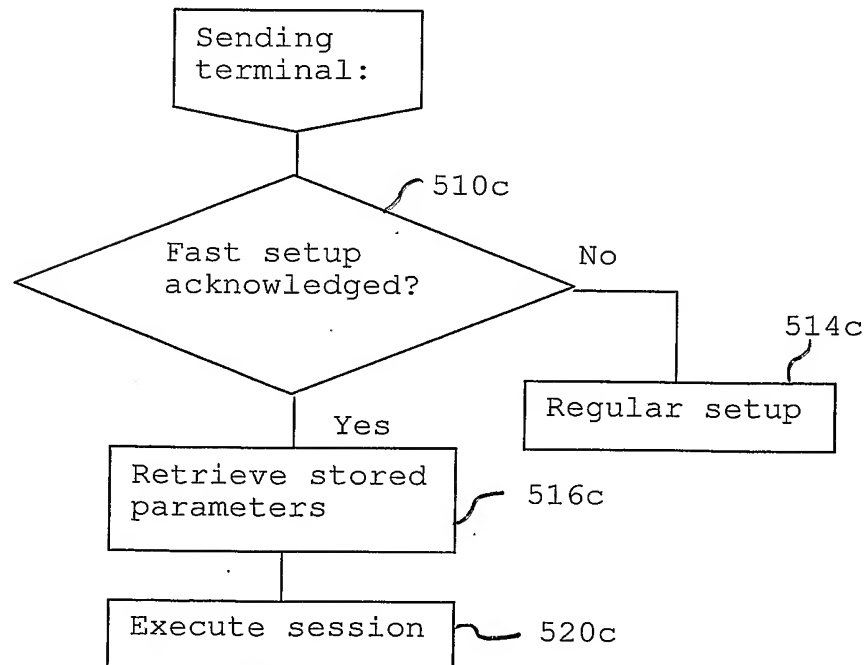 Sending
terminal:
510c
Fast setup
acknowledged?
No
514c
Regular setup
Yes
Retrieve stored
parameters
516c
Execute session
520c